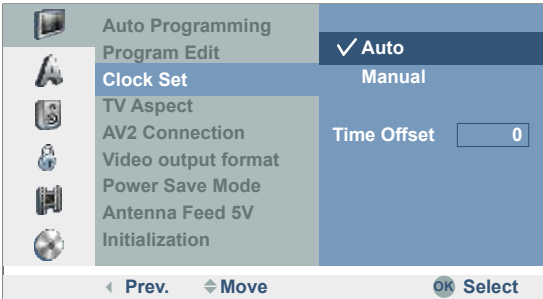 Auto Programming
Program Edit
Clock Set
TV Aspect
AV2 Connection
Video output format
Power Save Mode
Antenna Feed 5V
Initialization
Auto
Manual
Time Offset 0
Prev. Move OK Select